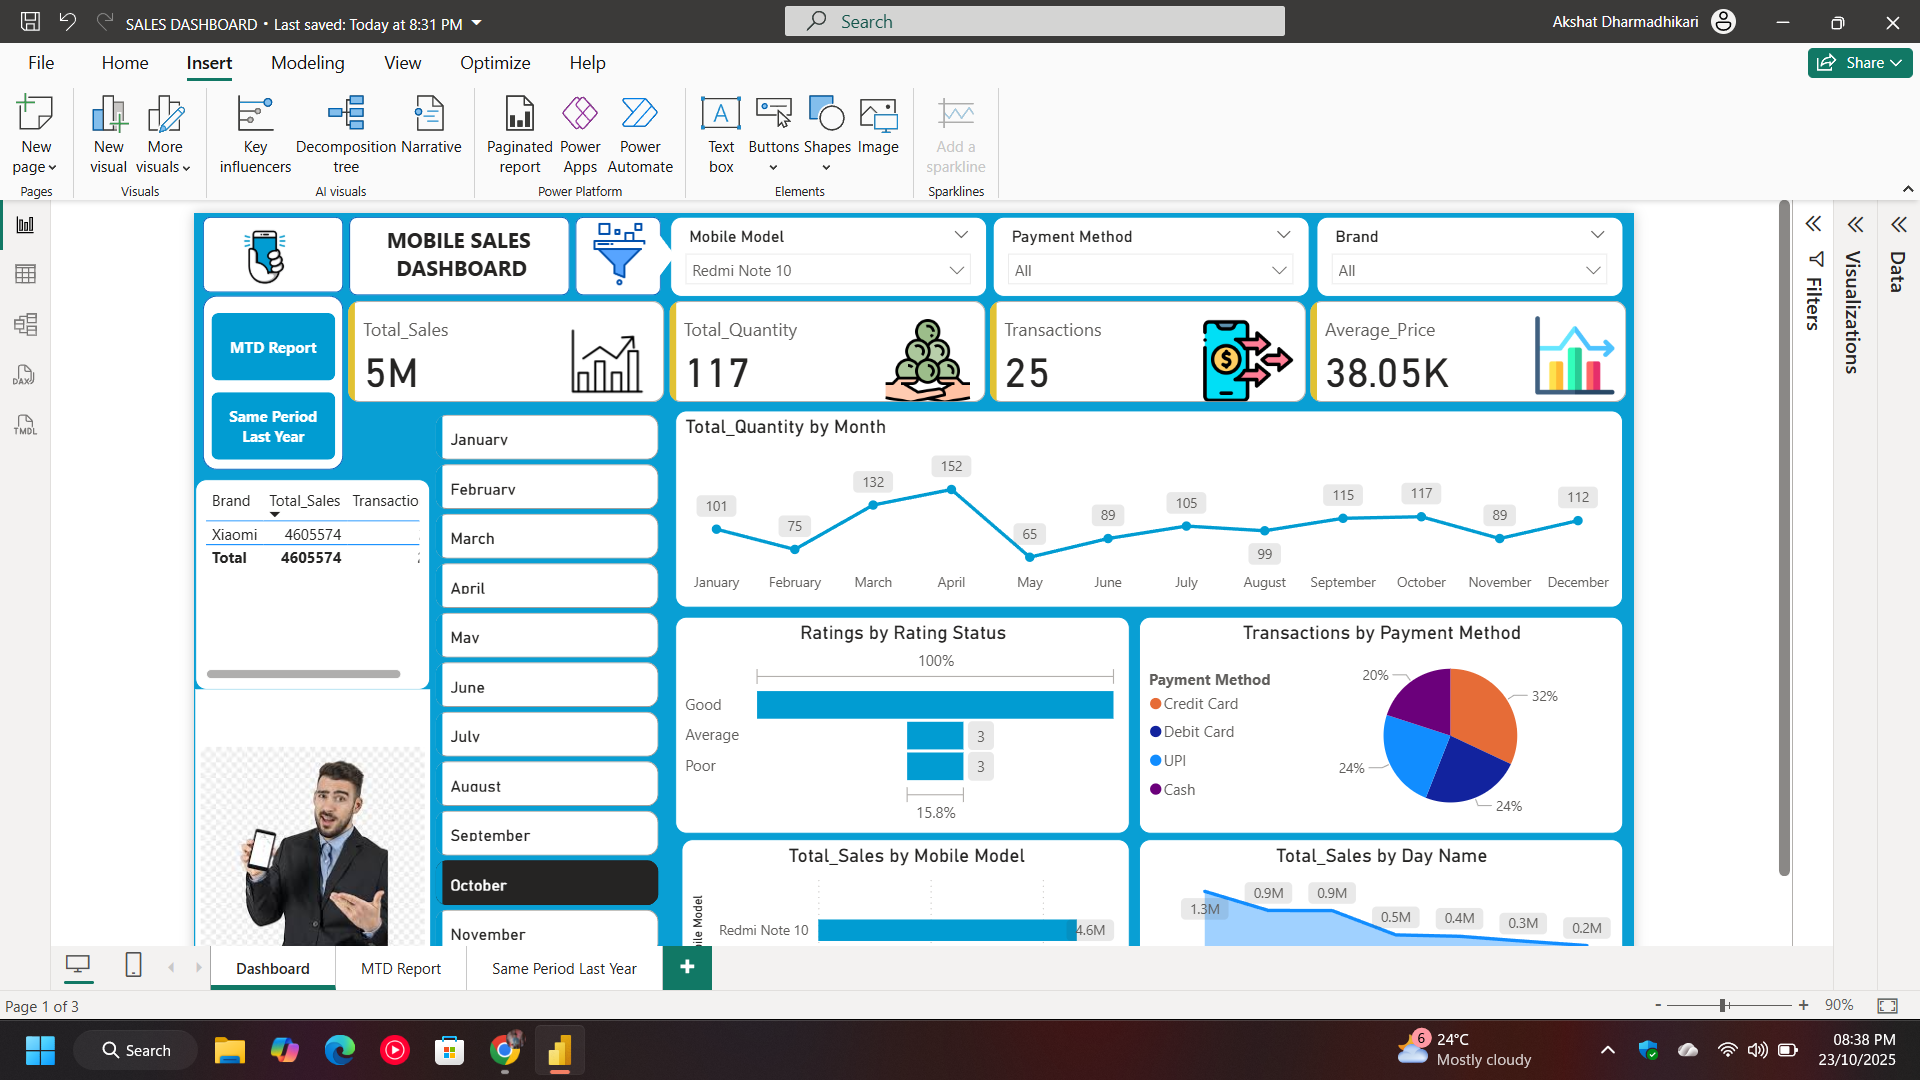 SALES DASHBOARD • Last saved: Today at 8:31 PM
Search
Akshat Dharmadhikari
File Home Insert Modeling View Optimize Help
Share
New page
New visual
More visuals
Key influencers
Decomposition tree
Narrative
Paginated report
Power Apps
Power Automate
Text box
Buttons
Shapes
Image
Add a sparkline
Pages
Visuals
AI visuals
Power Platform
Elements
Sparklines
MOBILE SALES
DASHBOARD
Mobile Model
Redmi Note 10
Payment Method
All
Brand
All
Filters
Visualizations
Data
MTD Report
Same Period
Last Year
Total_Sales
5M
Total_Quantity
117
Transactions
25
Average_Price
38.05K
Brand Total_Sales Transactio
Xiaomi 4605574
Total 4605574
January
February
March
April
May
June
July
August
September
October
November
Total_Quantity by Month
101 75 132 152 65 89 105 99 115 117 89 112
January February March April May June July August September October November December
Ratings by Rating Status
100%
Good
Average 3
Poor 3
15.8%
Transactions by Payment Method
Payment Method
Credit Card
Debit Card
UPI
Cash
20%
32%
24%
24%
Total_Sales by Mobile Model
Redmi Note 10 4.6M
Total_Sales by Day Name
1.3M 0.9M 0.9M 0.5M 0.4M 0.3M 0.2M
DAX
TMDL
Dashboard MTD Report Same Period Last Year
Page 1 of 3
- + 90%
Search
6
24°C
Mostly cloudy
08:38 PM
23/10/2025